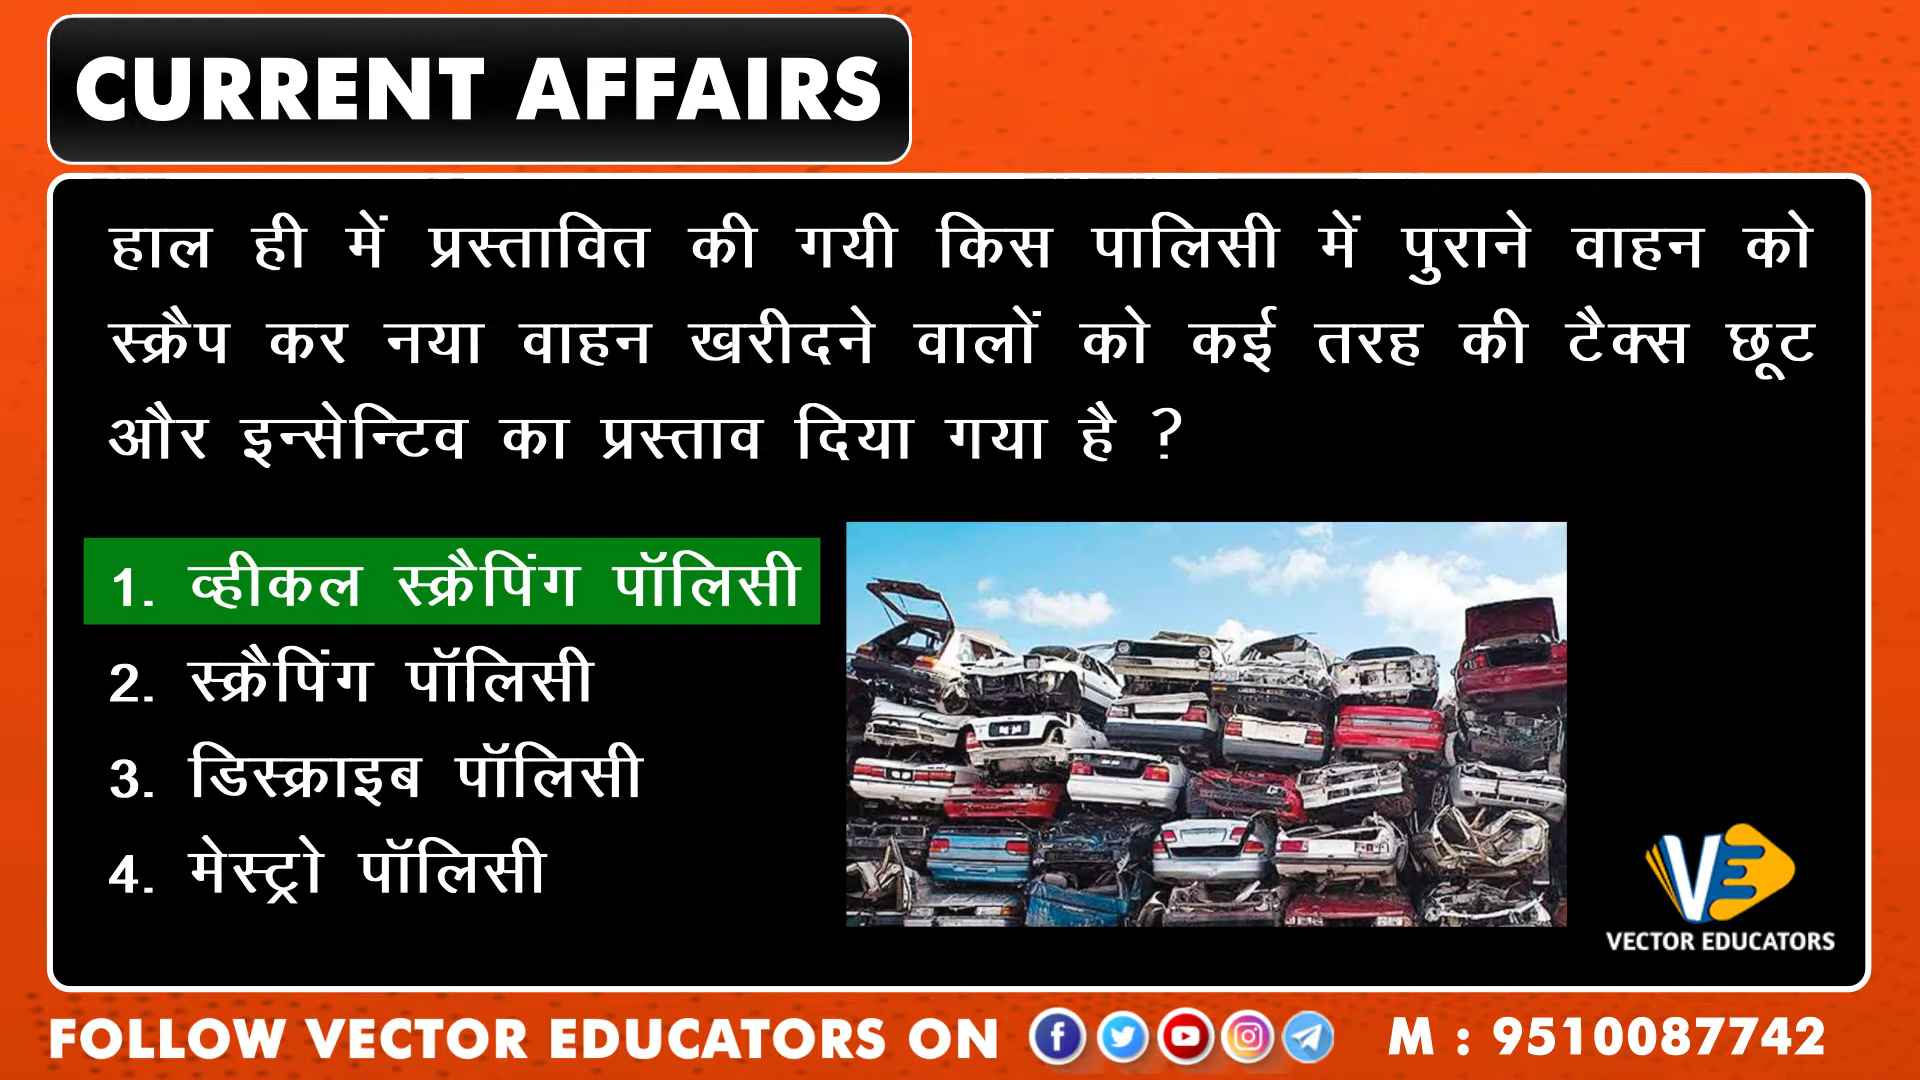 CURRENT AFFAIRS
हाल ही में प्रस्तावित की गयी किस पालिसी में पुराने वाहन को
स्क्रैप कर नया वाहन खरीदने वालों को कई तरह की टैक्स छूट
और इन्सेन्टिव का प्रस्ताव दिया गया है ?
1. व्हीकल स्क्रैपिंग पॉलिसी
2. स्क्रैपिंग पॉलिसी
3. डिस्क्राइब पॉलिसी
4. मेस्ट्रो पॉलिसी
VE
VECTOR EDUCATORS
FOLLOW VECTOR EDUCATORS ON M : 9510087742